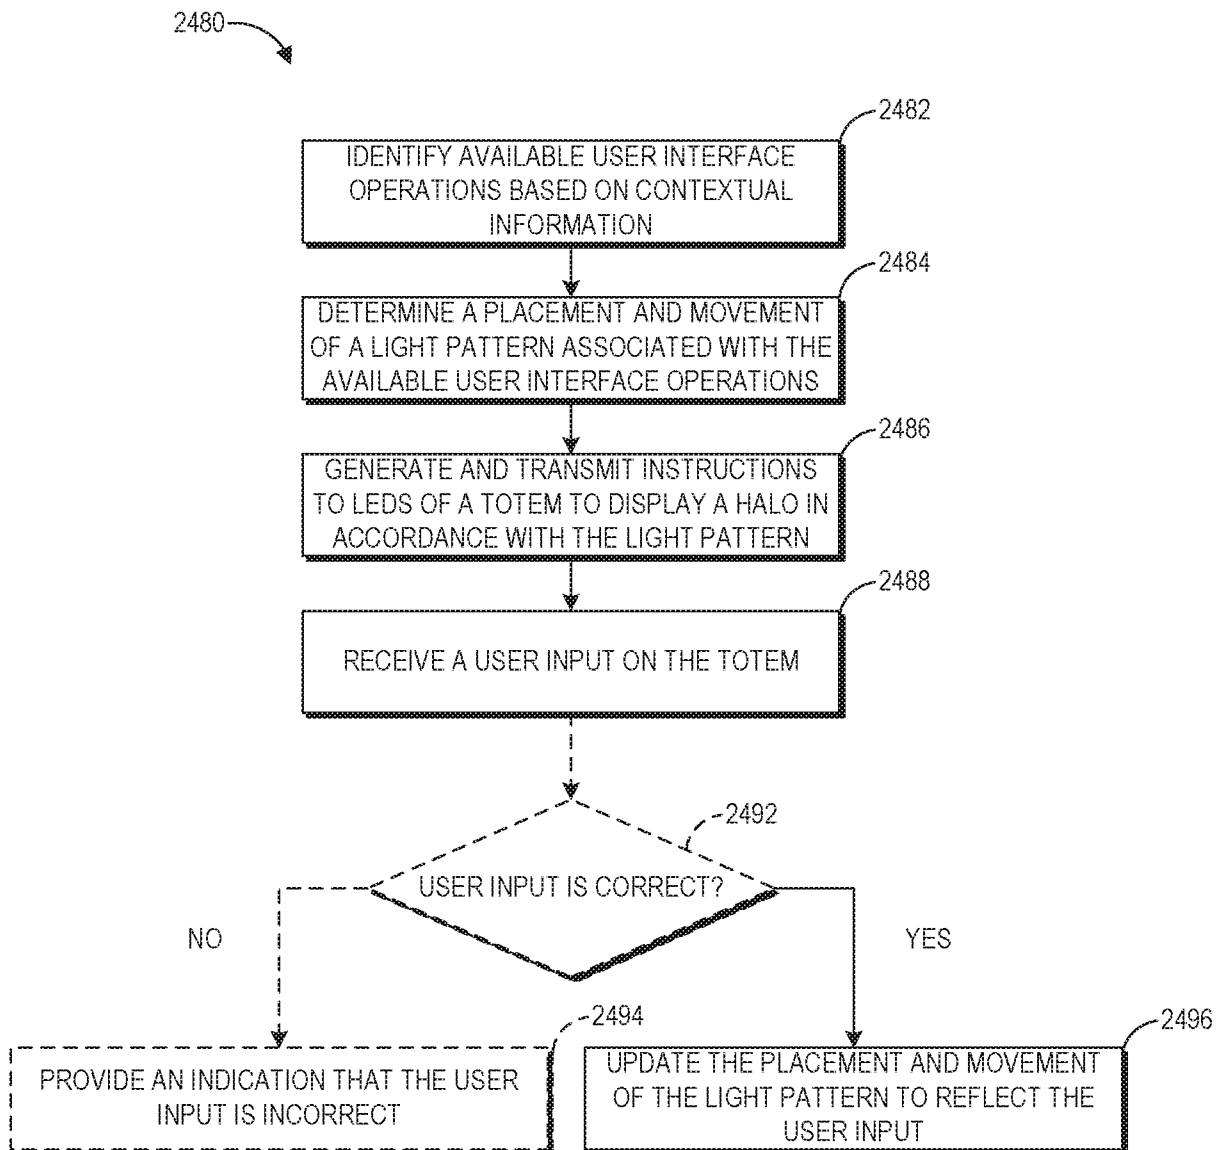 2480
2482
IDENTIFY AVAILABLE USER INTERFACE
OPERATIONS BASED ON CONTEXTUAL
INFORMATION
2484
DETERMINE A PLACEMENT AND MOVEMENT
OF A LIGHT PATTERN ASSOCIATED WITH THE
AVAILABLE USER INTERFACE OPERATIONS
2486
GENERATE AND TRANSMIT INSTRUCTIONS
TO LEDS OF A TOTEM TO DISPLAY A HALO IN
ACCORDANCE WITH THE LIGHT PATTERN
2488
RECEIVE A USER INPUT ON THE TOTEM
2492
USER INPUT IS CORRECT?
NO
YES
2494
PROVIDE AN INDICATION THAT THE USER
INPUT IS INCORRECT
2496
UPDATE THE PLACEMENT AND MOVEMENT
OF THE LIGHT PATTERN TO REFLECT THE
USER INPUT